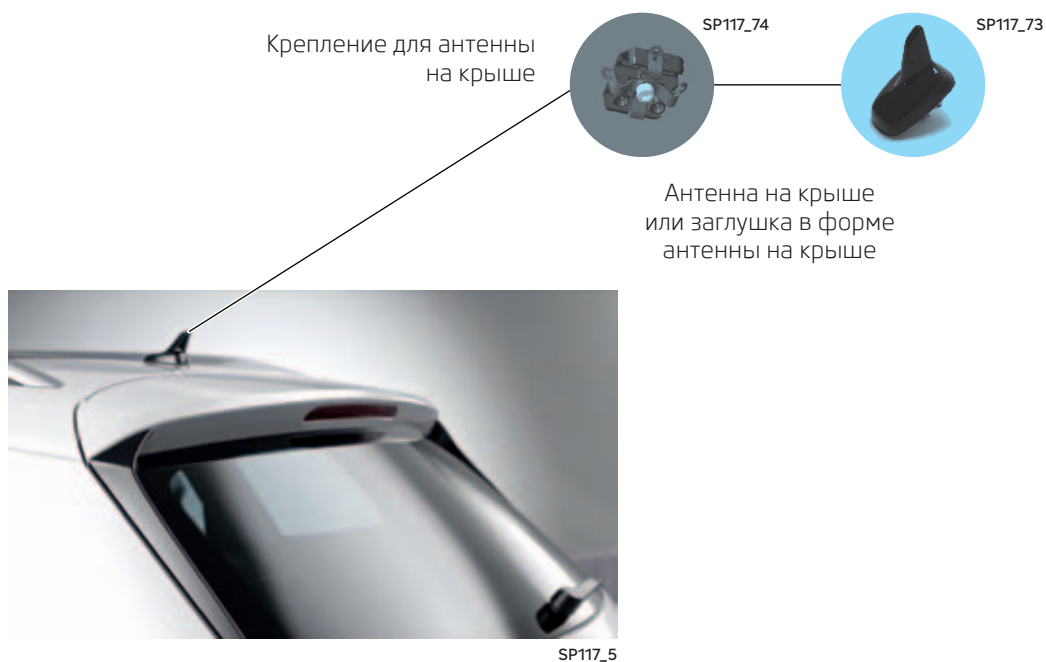 SP117_74
SP117_73
Крепление для антенны
на крыше
Антенна на крыше
или заглушка в форме
антенны на крыше
SP117_5